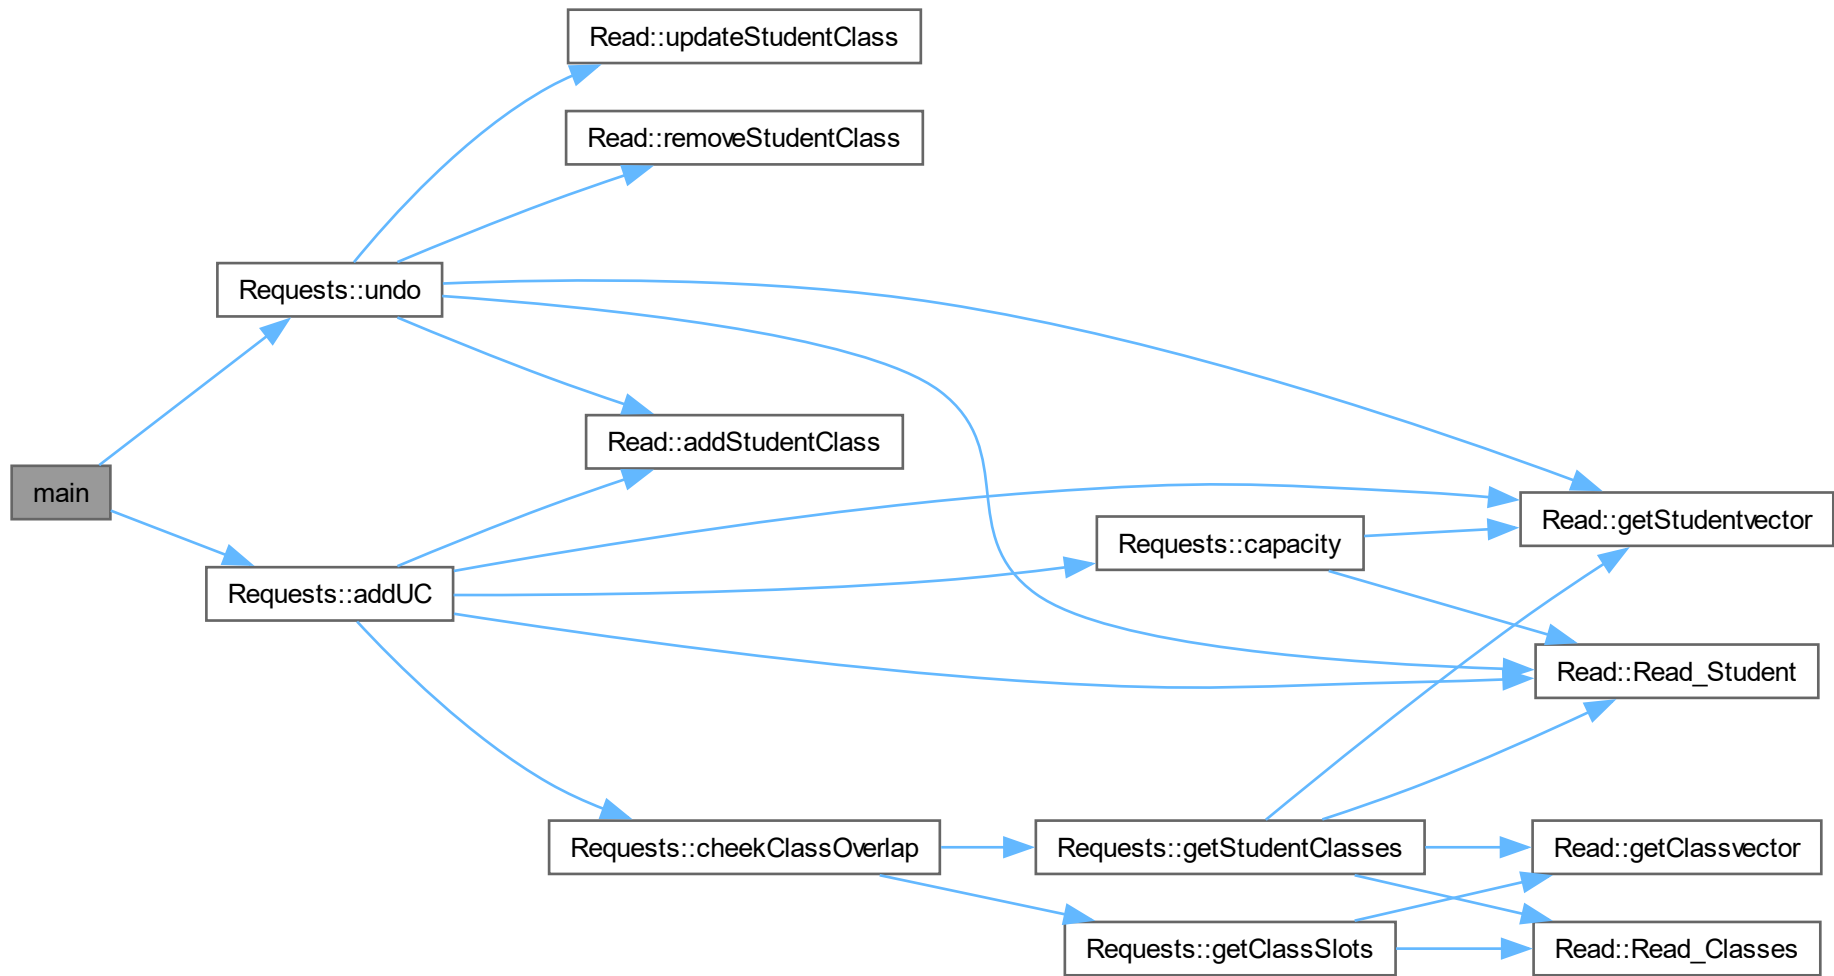 Read::updateStudentClass
Read::removeStudentClass
Requests::undo
Read::addStudentClass
main
Read::getStudentvector
Requests::capacity
Requests::addUC
Read::Read_Student
Requests::cheekClassOverlap
Requests::getStudentClasses
Read::getClassvector
Requests::getClassSlots
Read::Read_Classes